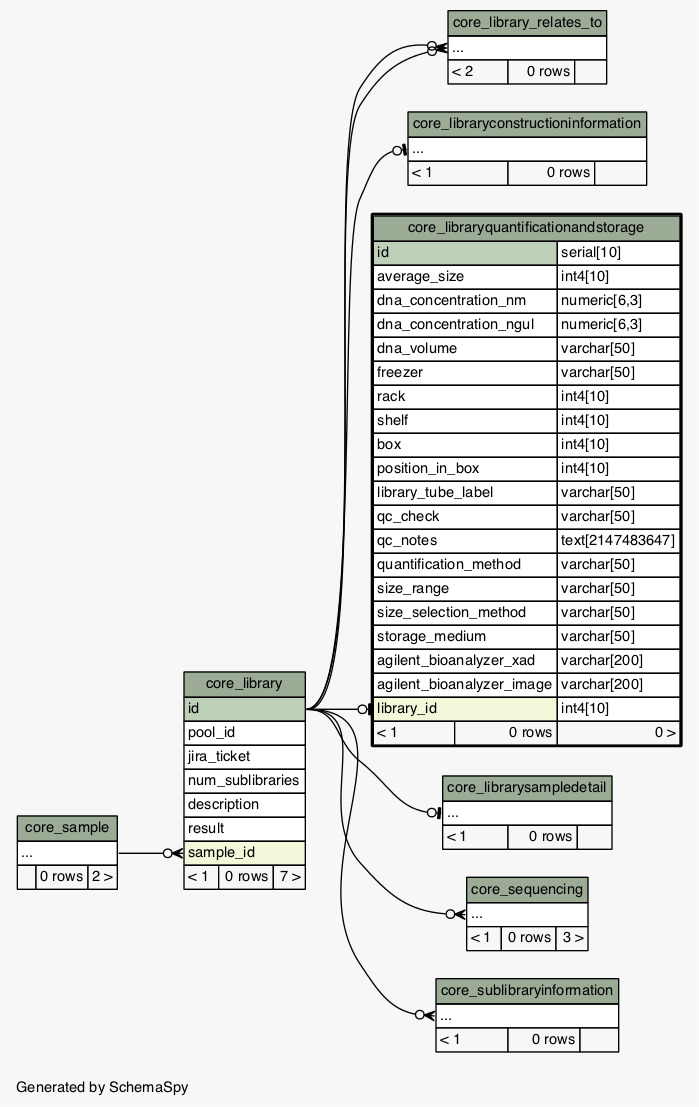 core_library_relates_to
...
< 2 0 rows
core_libraryconstructioninformation
...
< 1 0 rows
core_libraryquantificationandstorage
id serial[10]
average_size int4[10]
dna_concentration_nm numeric[6,3]
dna_concentration_ngul numeric[6,3]
dna_volume varchar[50]
freezer varchar[50]
rack int4[10]
shelf int4[10]
box int4[10]
position_in_box int4[10]
library_tube_label varchar[50]
qc_check varchar[50]
qc_notes text[2147483647]
quantification_method varchar[50]
size_range varchar[50]
size_selection_method varchar[50]
storage_medium varchar[50]
agilent_bioanalyzer_xad varchar[200]
agilent_bioanalyzer_image varchar[200]
library_id int4[10]
< 1 0 rows 0 >
core_library
id
pool_id
jira_ticket
num_sublibraries
description
result
sample_id
< 1 0 rows 7 >
core_sample
...
0 rows 2 >
core_librarysampledetail
...
< 1 0 rows
core_sequencing
...
< 1 0 rows 3 >
core_sublibraryinformation
...
< 1 0 rows
Generated by SchemaSpy